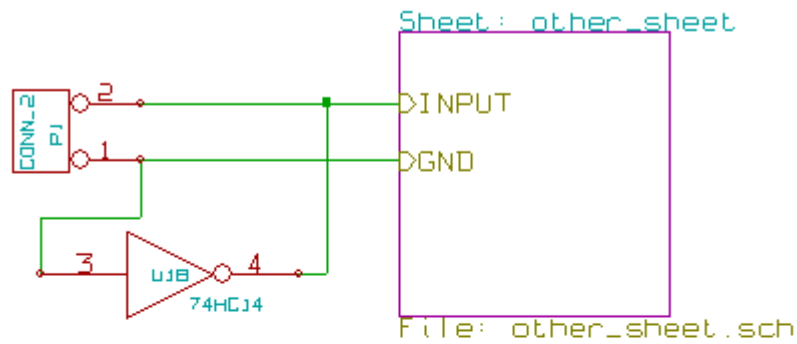 Sheet: other_sheet
CONN_2
P1
2
INPUT
1
GND
3
U1B
4
74HC14
File: other_sheet.sch